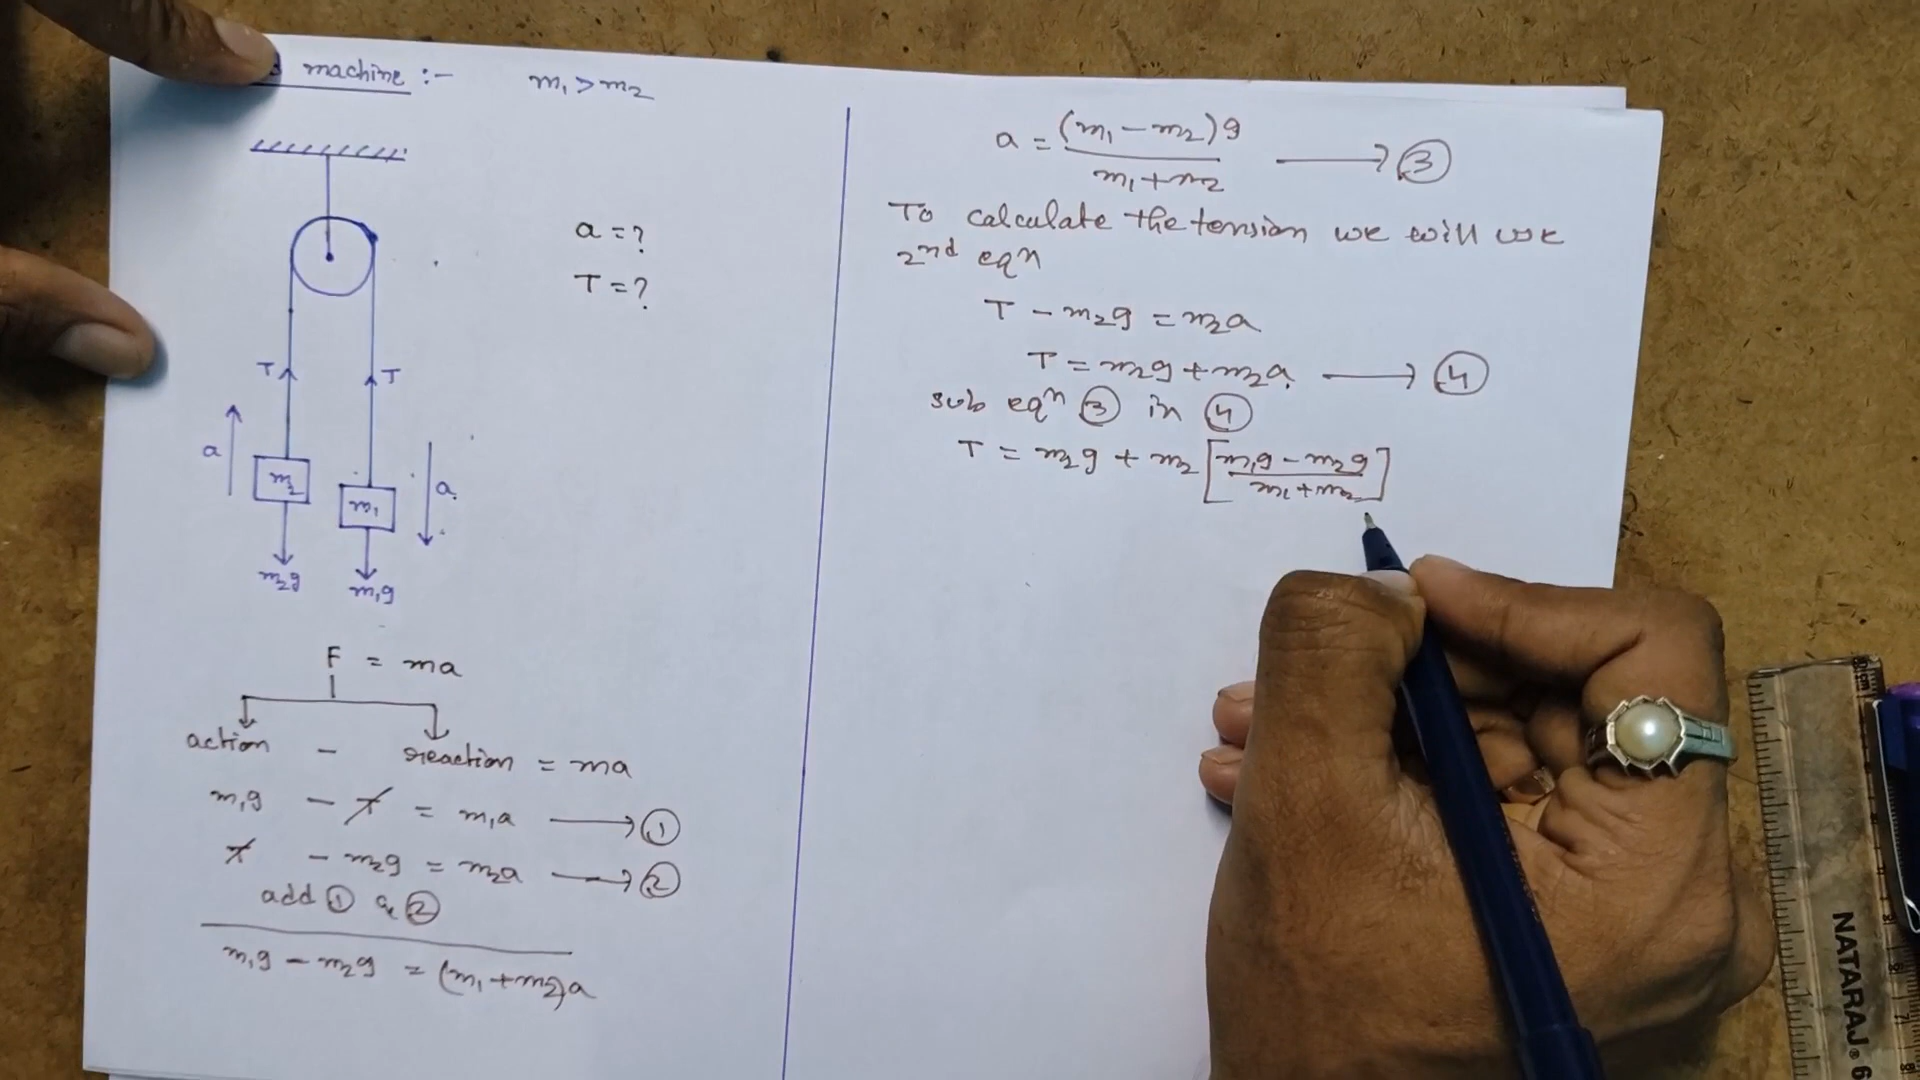 machine :- m₁ > m₂
a = ?
T = ?
T T
a m₂ m₁ a
m₂g m₁g
F = ma
action - reaction = ma
m₁g - T = m₁a → ①
T - m₂g = m₂a → ②
add ① & ②
m₁g - m₂g = (m₁+m₂)a
a = (m₁ - m₂)g / m₁+m₂ → ③
To calculate the tension we will use
2nd eqn
T - m₂g = m₂a
T = m₂g + m₂a → ④
sub eqn ③ in ④
T = m₂g + m₂ [m₁g - m₂g / m₁+m₂]
NATARAJ® 6